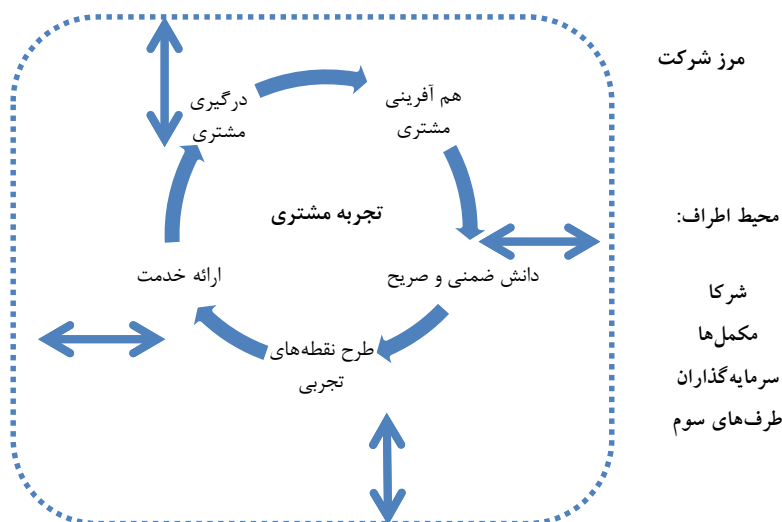 مرز شرکت
درگیری
مشتری
هم آفرینی
مشتری
تجربه مشتری
محیط اطراف:
ارائه خدمت
دانش ضمنی و صریح
شرکا
مکمل‌ها
طرح نقطه‌های
تجربی
سرمایه‌گذاران
طرف‌های سوم